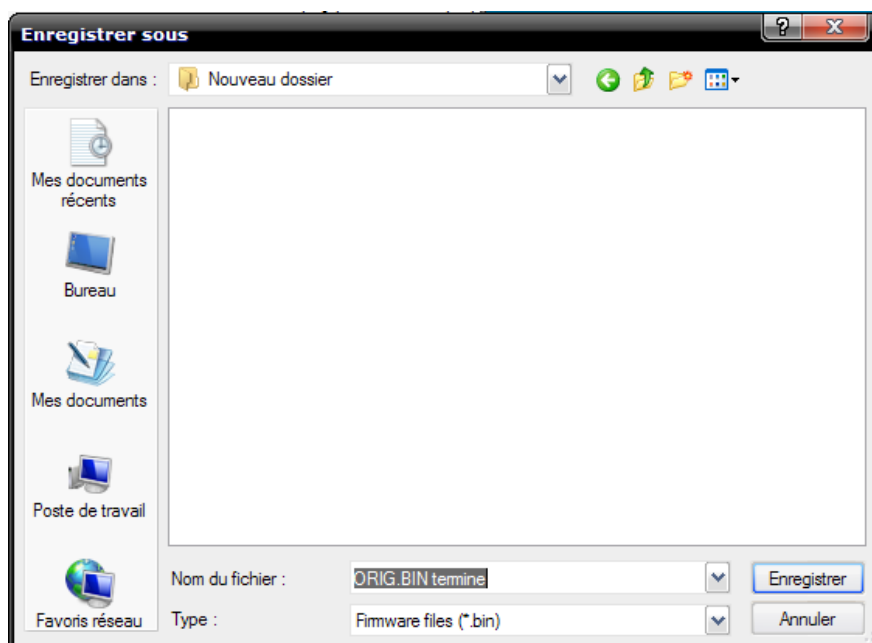 Enregistrer sous
Enregistrer dans :
Nouveau dossier
Mes documents
récents
Bureau
Mes documents
Poste de travail
Favoris réseau
Nom du fichier :
ORIG.BIN termine
Enregistrer
Type :
Firmware files (*.bin)
Annuler